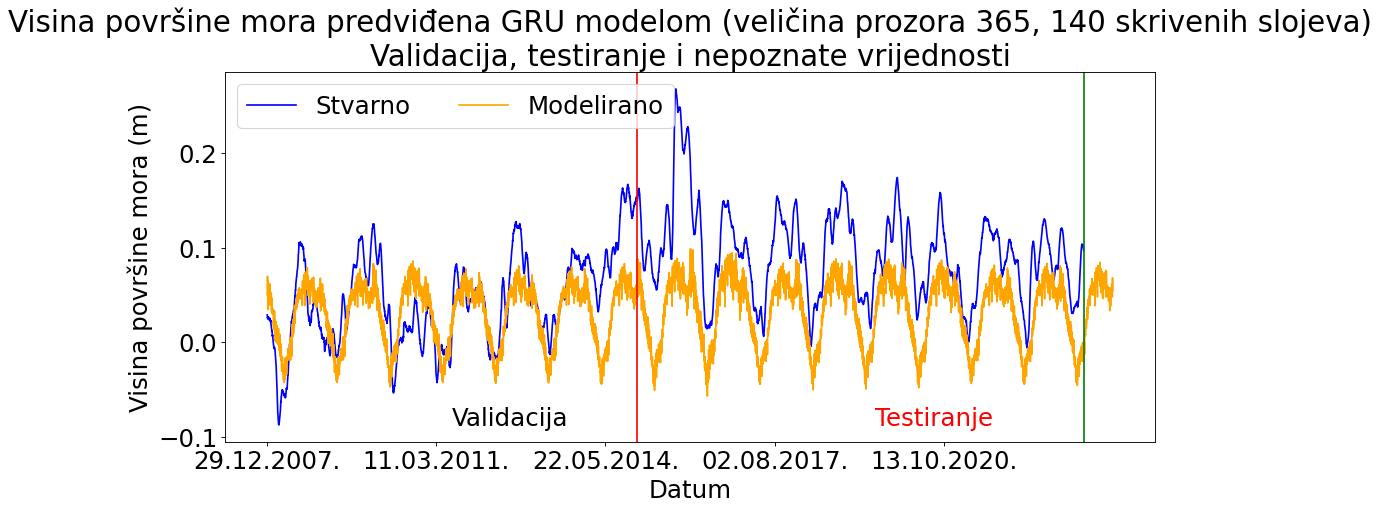 Visina površine mora predviđena GRU modelom (veličina prozora 365, 140 skrivenih slojeva)
Validacija, testiranje i nepoznate vrijednosti
Stvarno
Modelirano
Visina površine mora (m)
0.2
0.1
0.0
−0.1
Validacija
Testiranje
29.12.2007.
11.03.2011.
22.05.2014.
02.08.2017.
13.10.2020.
Datum